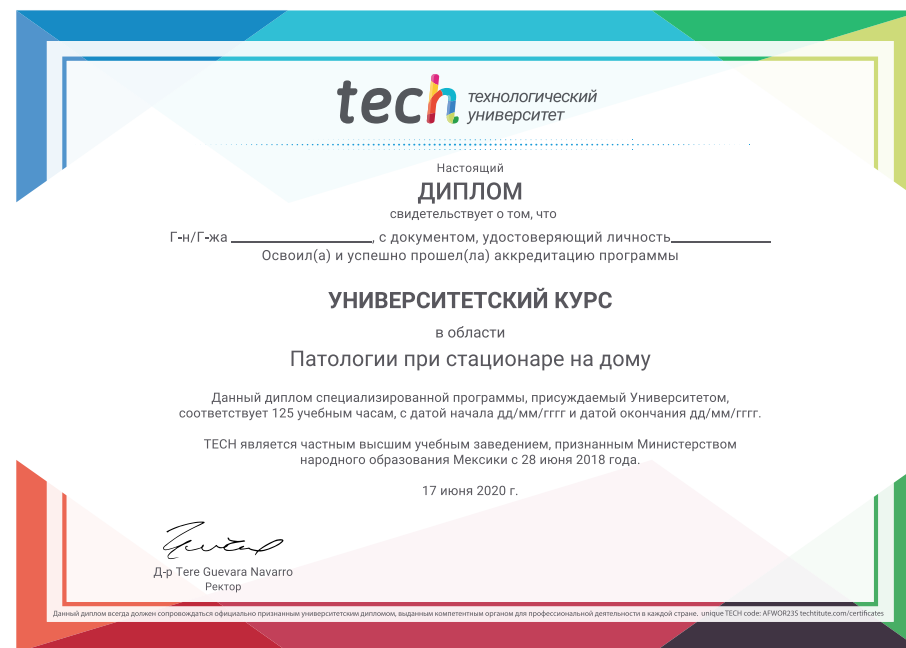 tech технологический университет
Настоящий
ДИПЛОМ
свидетельствует о том, что
Г-н/Г-жа ____________________, с документом, удостоверяющий личность______________
Освоил(а) и успешно прошел(ла) аккредитацию программы
УНИВЕРСИТЕТСКИЙ КУРС
в области
Патологии при стационаре на дому
Данный диплом специализированной программы, присуждаемый Университетом,
соответствует 125 учебным часам, с датой начала дд/мм/гггг и датой окончания дд/мм/гггг.
TECH является частным высшим учебным заведением, признанным Министерством
народного образования Мексики с 28 июня 2018 года.
17 июня 2020 г.
Д-р Tere Guevara Navarro
Ректор
Данный диплом всегда должен сопровождаться официально признанным университетским дипломом, выданным компетентным органом для профессиональной деятельности в каждой стране. unique TECH code: AFWOR23S techtitute.com/certificates